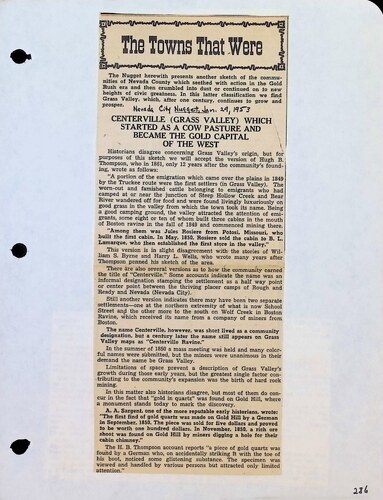 The Towns That Were
The Nugget herewith presents another sketch of the commu-
nities of Nevada County which seethed with action in the Gold
Rush era and then crumbled into dust or continued on to new
heights of civic greatness. In this latter classification we find
Grass Valley, which, after one century, continues to grow and
prosper.
Nevada City Nugget, Jan. 29, 1953
CENTERVILLE (GRASS VALLEY) WHICH
STARTED AS A COW PASTURE AND
BECAME THE GOLD CAPITAL
OF THE WEST
Historians disagree concerning Grass Valley's origin, but for
purposes of this sketch we will accept the version of Hugh B.
Thompson, who in 1861, only 12 years after the community's found-
ing, wrote as follows:
"A portion of the emigration which came over the plains in 1849
by the Truckee route were the first settlers (in Grass Valley). The
worn-out and famished cattle belonging to emigrants who had
camped at or near the junction of Steep Hollow Creek and Bear
River wandered off for food and were found livingly luxuriously on
good grass in the valley from which the town took its name. Being
a good camping ground, the valley attracted the attention of emi-
grants, some eight or ten of whom built three cabins in the mouth
of Boston ravine in the fall of 1849 and commenced mining there.
"Among them was Jules Rosiere from Potosi, Missouri, who
built the first cabin. In May, 1850, Rosiere sold the cabin to B. L.
Lamarque, who then established the first store in the valley."
This version is in slight disagreement with the stories of Wil-
liam S. Byrne and Harry L. Wells, who wrote many years after
Thompson penned his sketch of the area.
There are also several versions as to how the community earned
the title of "Centerville." Some accounts indicate the name was an
informal designation stamping the settlement as a half way point
or center point between the thriving placer camps of Rough and
Ready and Nevada (Nevada City).
Still another version indicates there may have been two separate
settlements—one at the northern extremity of what is now School
Street and the other more to the south on Wolf Creek in Boston
Ravine, which received its name from a company of miners from
Boston.
The name Centerville, however, was short lived as a community
designation, but a century later the name still appears on Grass
Valley maps as "Centerville Ravine."
In the summer of 1850 a mass meeting was held and many color-
ful names were submitted, but the miners were unanimous in their
demand the name be Grass Valley.
Limitations of space prevent a description of Grass Valley's
growth during those early years, but the greatest single factor con-
tributing to the community's expansion was the birth of hard rock
mining.
In this matter also historians disagree, but most of them do con-
cur in the fact that "gold in quartz" was found on Gold Hill, where
a monument stands today to mark the discovery.
A. A. Sargent, one of the more reputable early historians, wrote:
"The first find of gold quartz was made on Gold Hill by a German
in September, 1850. The piece was sold for five dollars and proved
to be worth one hundred dollars. In November, 1850, a rich ore
shoot was found on Gold Hill by miners digging a hole for their
cabin chimney."
The H. B. Thompson account reports "a piece of gold quartz was
found by a German who, on accidentally striking it with the toe of
his boot, noticed some glittering substance. The specimen was
viewed and handled by various persons but attracted only limited
attention."
286